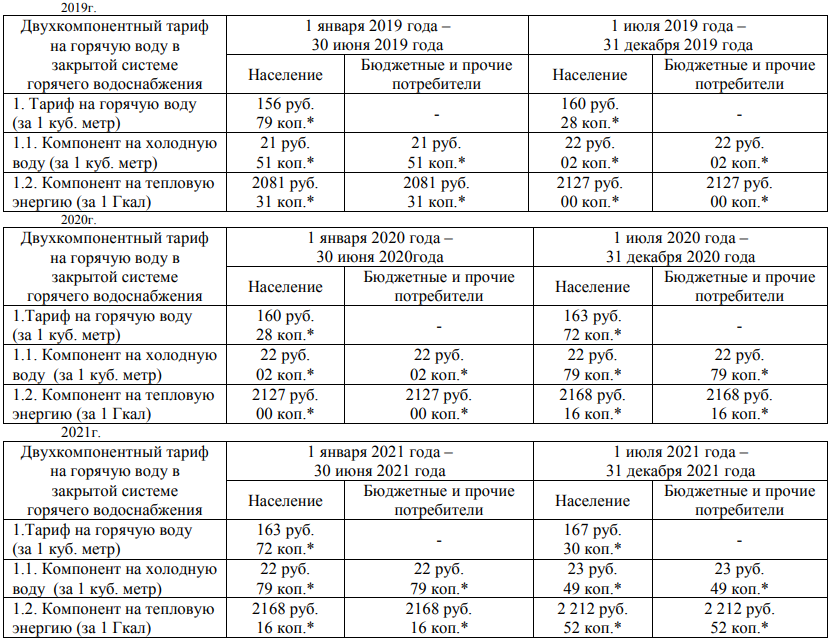 2019г.
Двухкомпонентный тариф
на горячую воду в
закрытой системе
горячего водоснабжения
1 января 2019 года –
30 июня 2019 года
1 июля 2019 года –
31 декабря 2019 года
Население
Бюджетные и прочие
потребители
Население
Бюджетные и прочие
потребители
1. Тариф на горячую воду
(за 1 куб. метр)
156 руб.
79 коп.*
-
160 руб.
28 коп.*
-
1.1. Компонент на холодную
воду (за 1 куб. метр)
21 руб.
51 коп.*
21 руб.
51 коп.*
22 руб.
02 коп.*
22 руб.
02 коп.*
1.2. Компонент на тепловую
энергию (за 1 Гкал)
2081 руб.
31 коп.*
2081 руб.
31 коп.*
2127 руб.
00 коп.*
2127 руб.
00 коп.*
2020г.
Двухкомпонентный тариф
на горячую воду в
закрытой системе
горячего водоснабжения
1 января 2020 года –
30 июня 2020года
1 июля 2020 года –
31 декабря 2020 года
Население
Бюджетные и прочие
потребители
Население
Бюджетные и прочие
потребители
1.Тариф на горячую воду
(за 1 куб. метр)
160 руб.
28 коп.*
-
163 руб.
72 коп.*
-
1.1. Компонент на холодную
воду (за 1 куб. метр)
22 руб.
02 коп.*
22 руб.
02 коп.*
22 руб.
79 коп.*
22 руб.
79 коп.*
1.2. Компонент на тепловую
энергию (за 1 Гкал)
2127 руб.
00 коп.*
2127 руб.
00 коп.*
2168 руб.
16 коп.*
2168 руб.
16 коп.*
2021г.
Двухкомпонентный тариф
на горячую воду в
закрытой системе
горячего водоснабжения
1 января 2021 года –
30 июня 2021 года
1 июля 2021 года –
31 декабря 2021 года
Население
Бюджетные и прочие
потребители
Население
Бюджетные и прочие
потребители
1.Тариф на горячую воду
(за 1 куб. метр)
163 руб.
72 коп.*
-
167 руб.
30 коп.*
-
1.1. Компонент на холодную
воду (за 1 куб. метр)
22 руб.
79 коп.*
22 руб.
79 коп.*
23 руб.
49 коп.*
23 руб.
49 коп.*
1.2. Компонент на тепловую
энергию (за 1 Гкал)
2168 руб.
16 коп.*
2168 руб.
16 коп.*
2 212 руб.
52 коп.*
2 212 руб.
52 коп.*